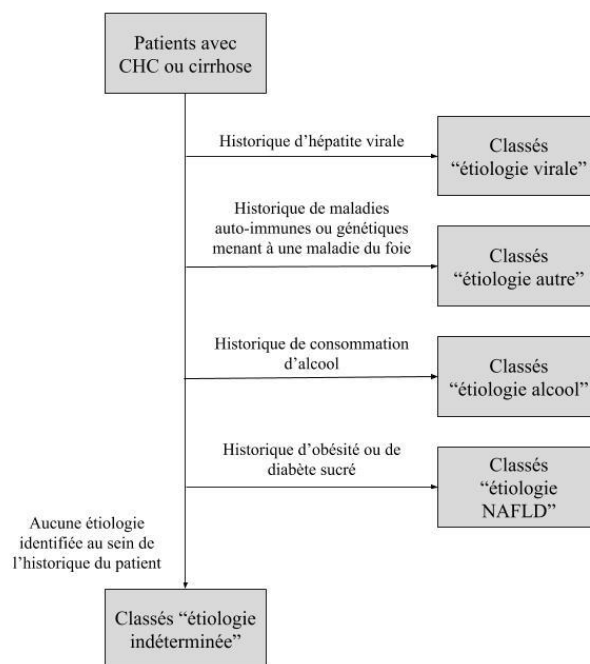 Patients avec
CHC ou cirrhose
Historique d’hépatite virale
Classés
“étiologie virale”
Historique de maladies
auto-immunes ou génétiques
menant à une maladie du foie
Classés
“étiologie autre”
Historique de consommation
d’alcool
Classés
“étiologie alcool”
Historique d’obésité ou de
diabète sucré
Classés
“étiologie
NAFLD”
Aucune étiologie
identifiée au sein de
l’historique du patient
Classés “étiologie
indéterminée”